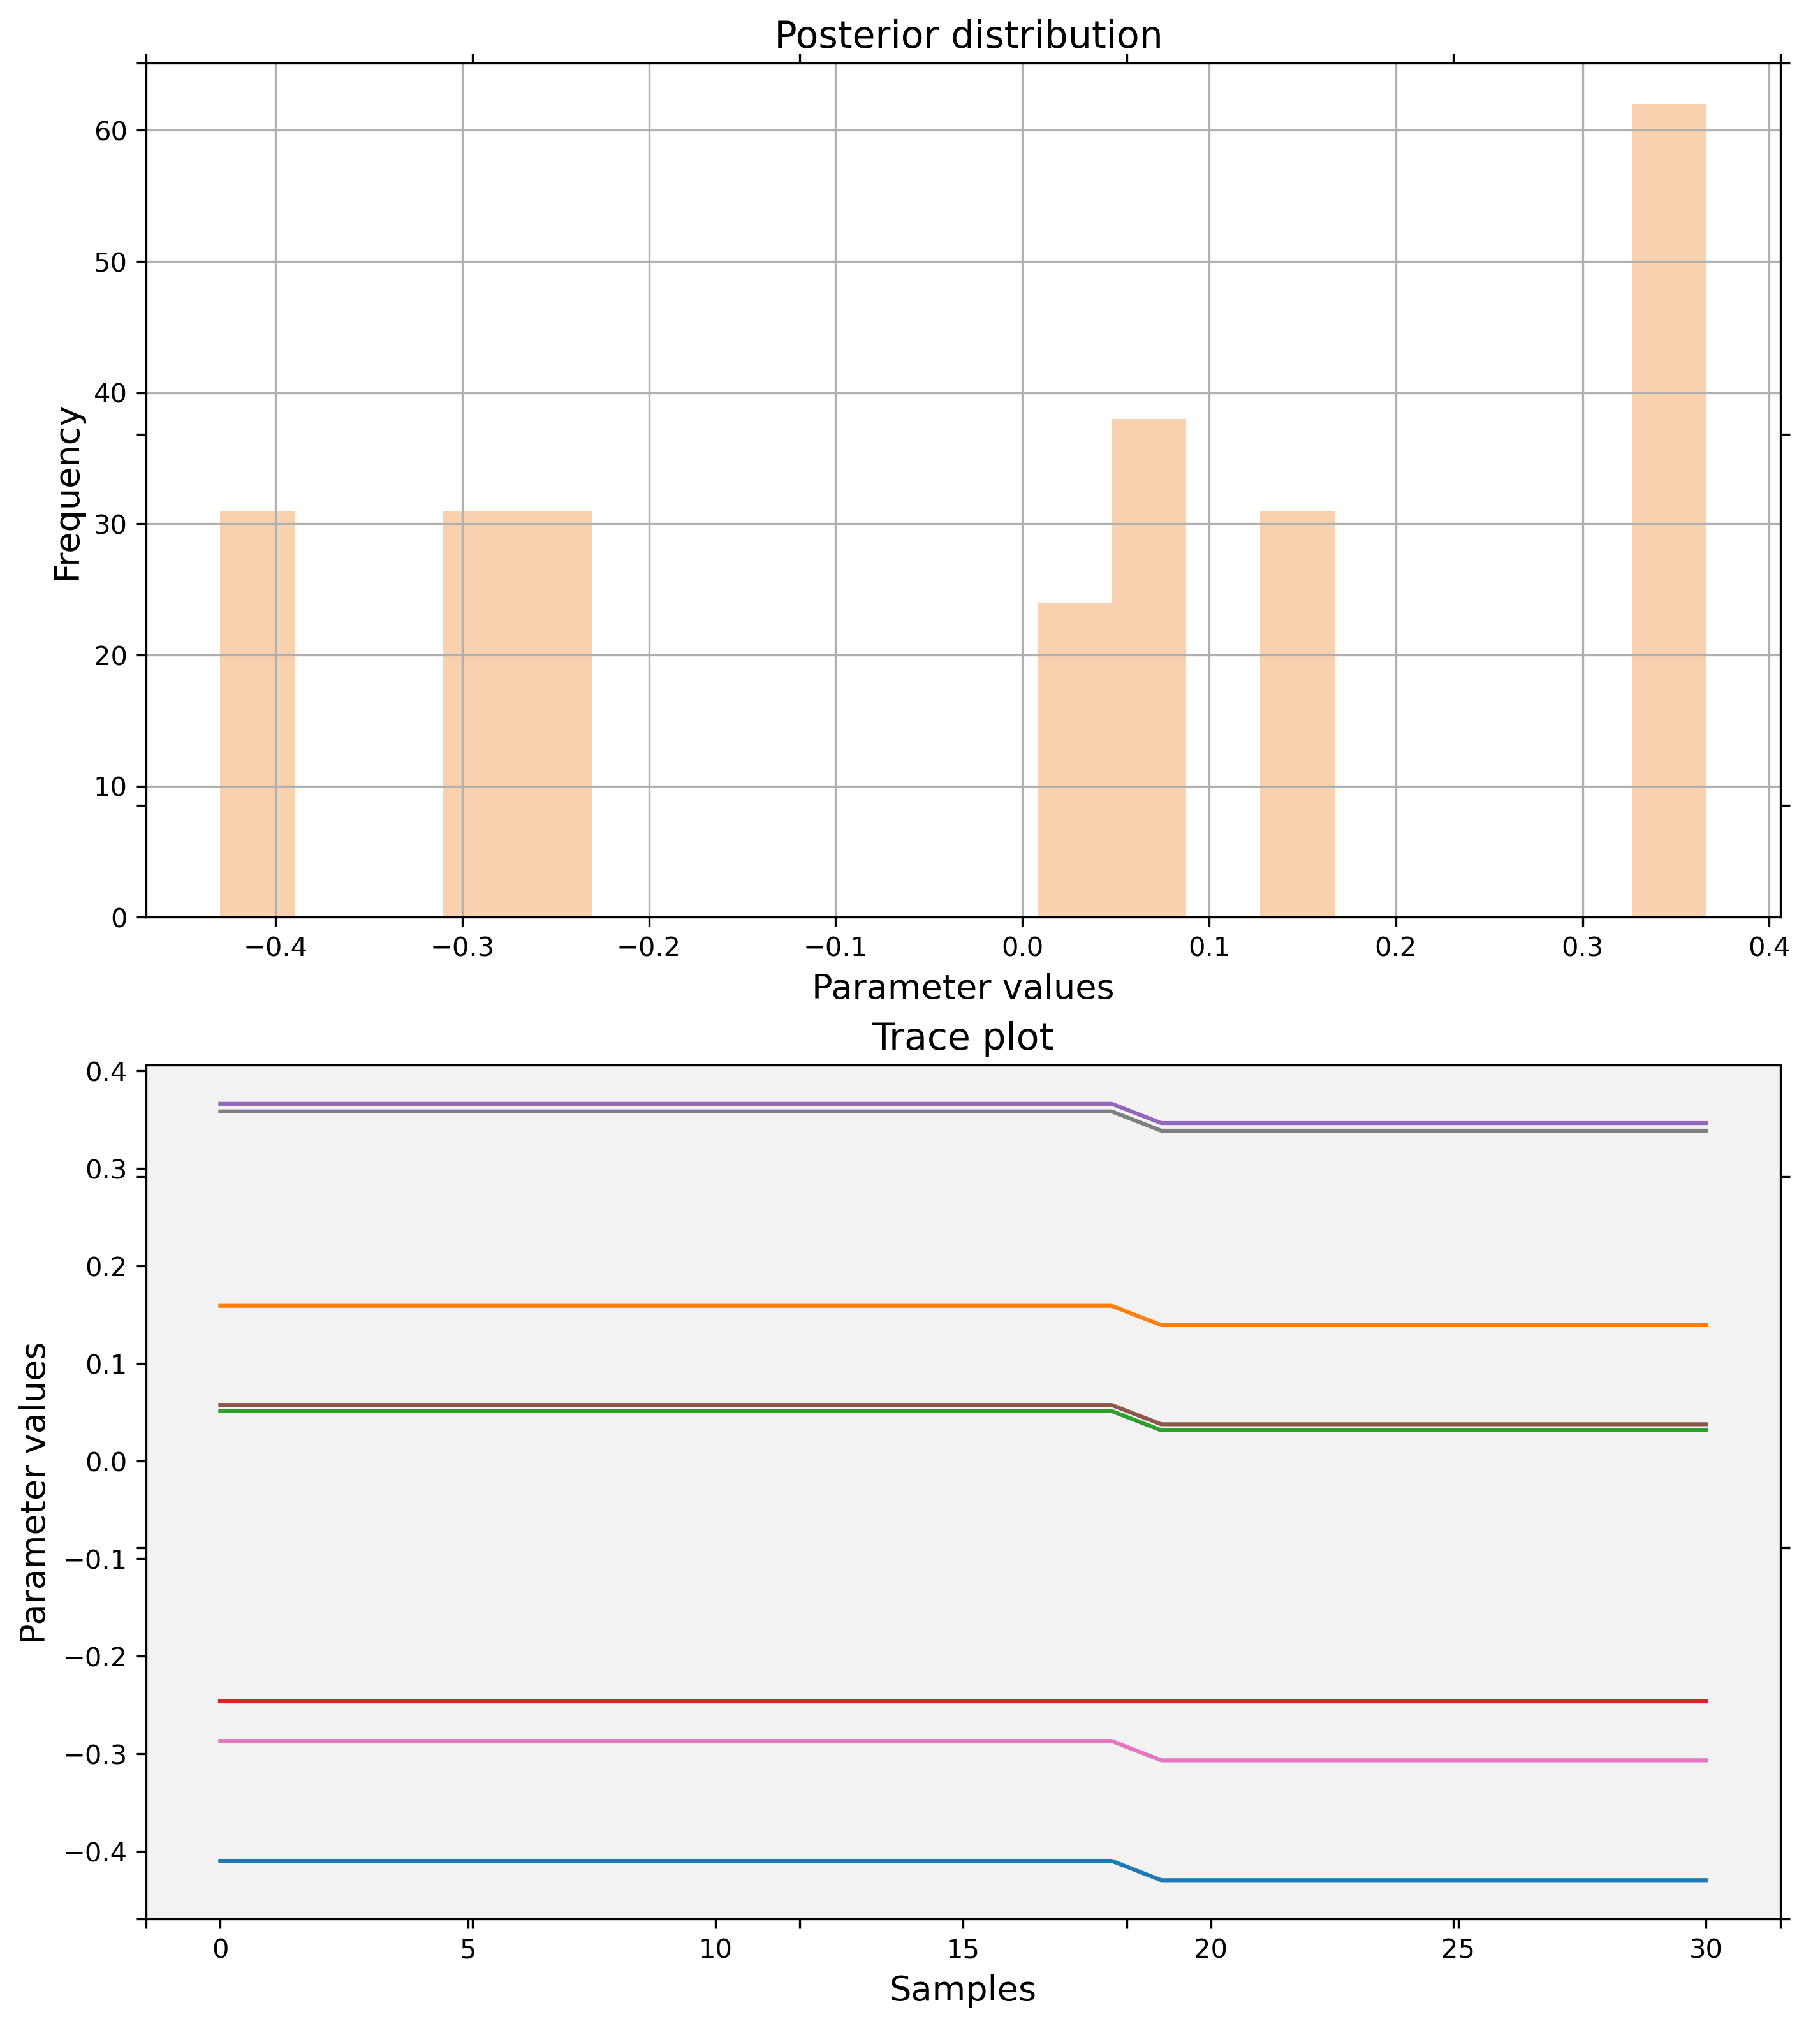 Posterior distribution
60
50
40
30
20
10
0
Frequency
−0.4 −0.3 −0.2 −0.1 0.0 0.1 0.2 0.3 0.4
Parameter values
Trace plot
0.4
0.3
0.2
0.1
0.0
−0.1
−0.2
−0.3
−0.4
Parameter values
0 5 10 15 20 25 30
Samples